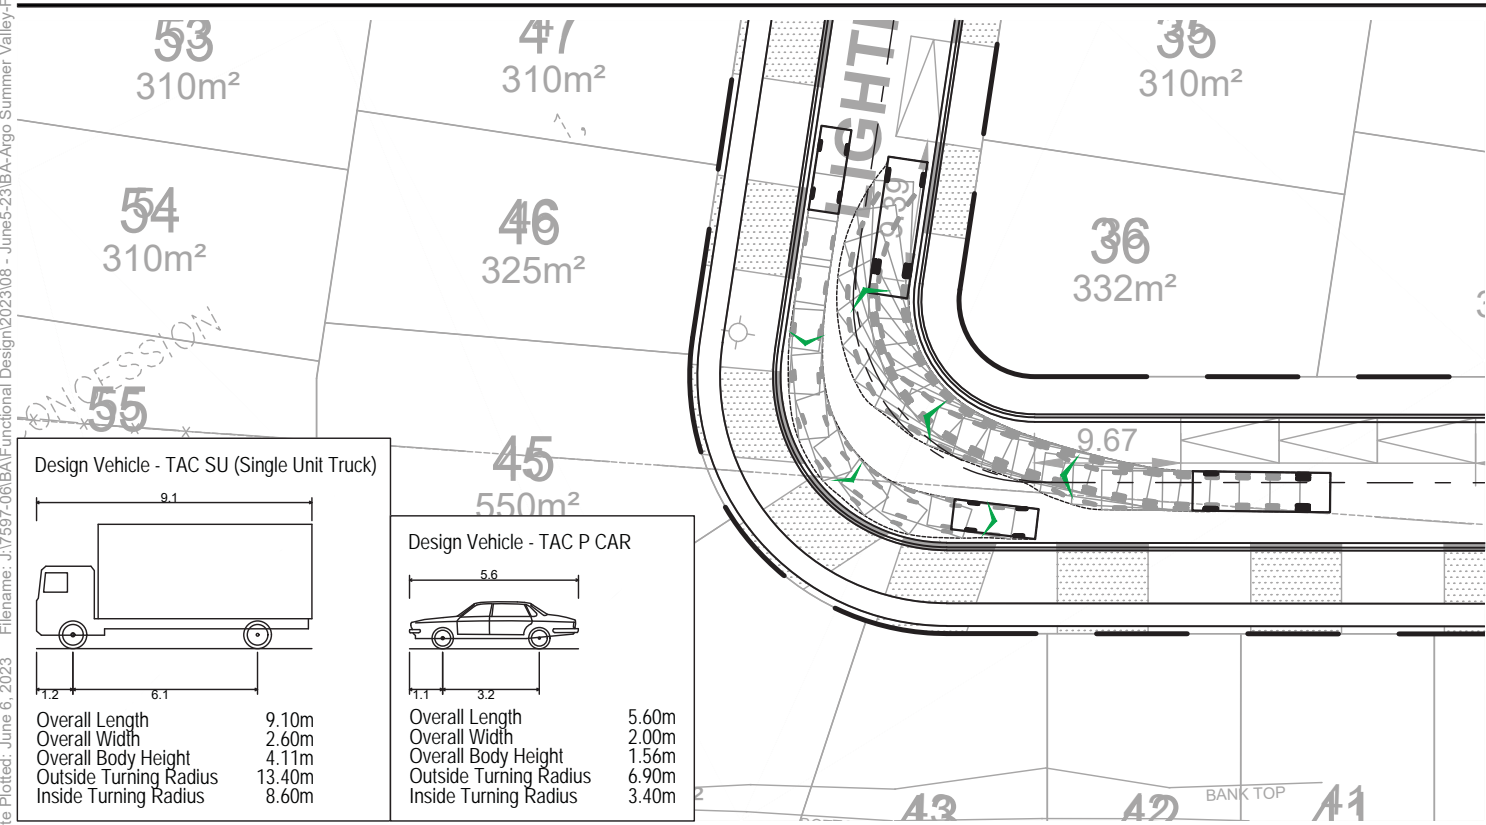 te Plotted: June 6, 2023 Filename: J:\7597-06\BA\Functional Design\2023\08 - June5-23\BA-Argo Summer Valley-F
53
310m²
47
310m²
35
310m²
LIGHT
9.39
54
310m²
46
325m²
36
332m²
ONCESSION
55
45
550m²
9.67
Design Vehicle - TAC SU (Single Unit Truck)
9.1
1.2
6.1
Overall Length 9.10m
Overall Width 2.60m
Overall Body Height 4.11m
Outside Turning Radius 13.40m
Inside Turning Radius 8.60m
Design Vehicle - TAC P CAR
5.6
1.1
3.2
Overall Length 5.60m
Overall Width 2.00m
Overall Body Height 1.56m
Outside Turning Radius 6.90m
Inside Turning Radius 3.40m
2
43
42
BANK TOP
41